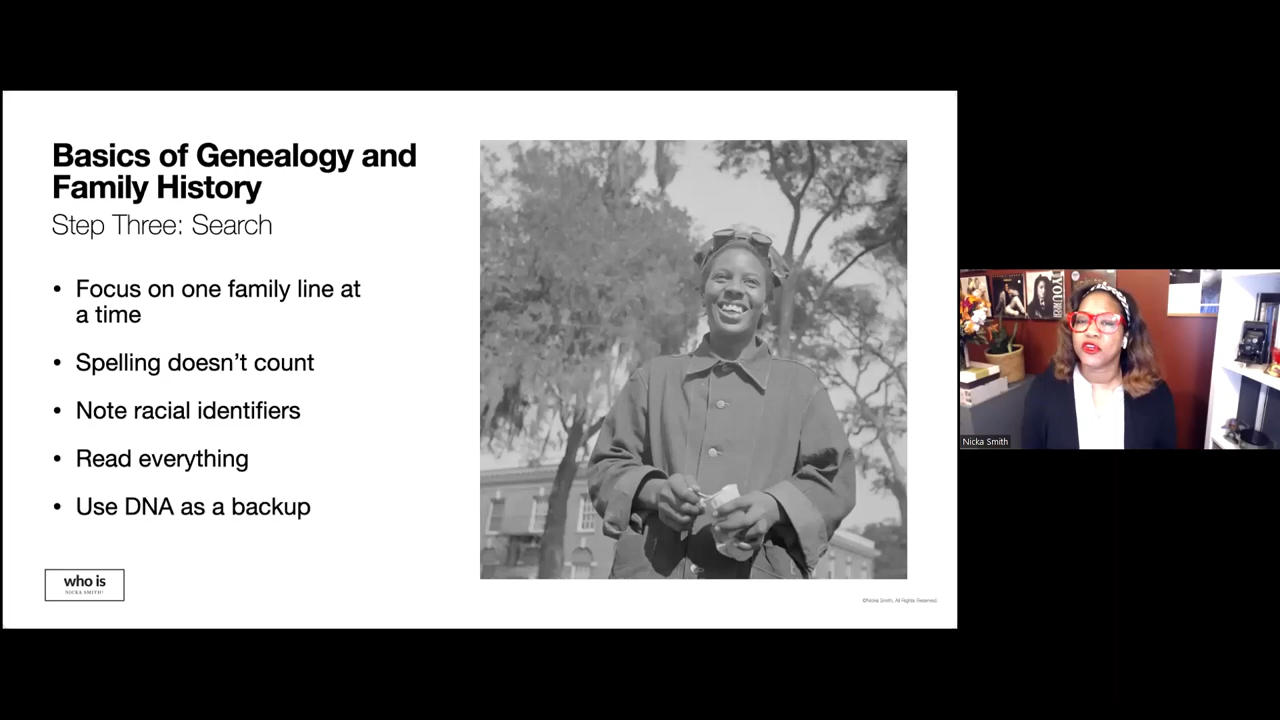 Basics of Genealogy and
Family History
Step Three: Search
• Focus on one family line at
a time
• Spelling doesn't count
• Note racial identifiers
• Read everything
• Use DNA as a backup
who is
NICKA SMITH?
©Nicka Smith, All Rights Reserved.
Nicka Smith